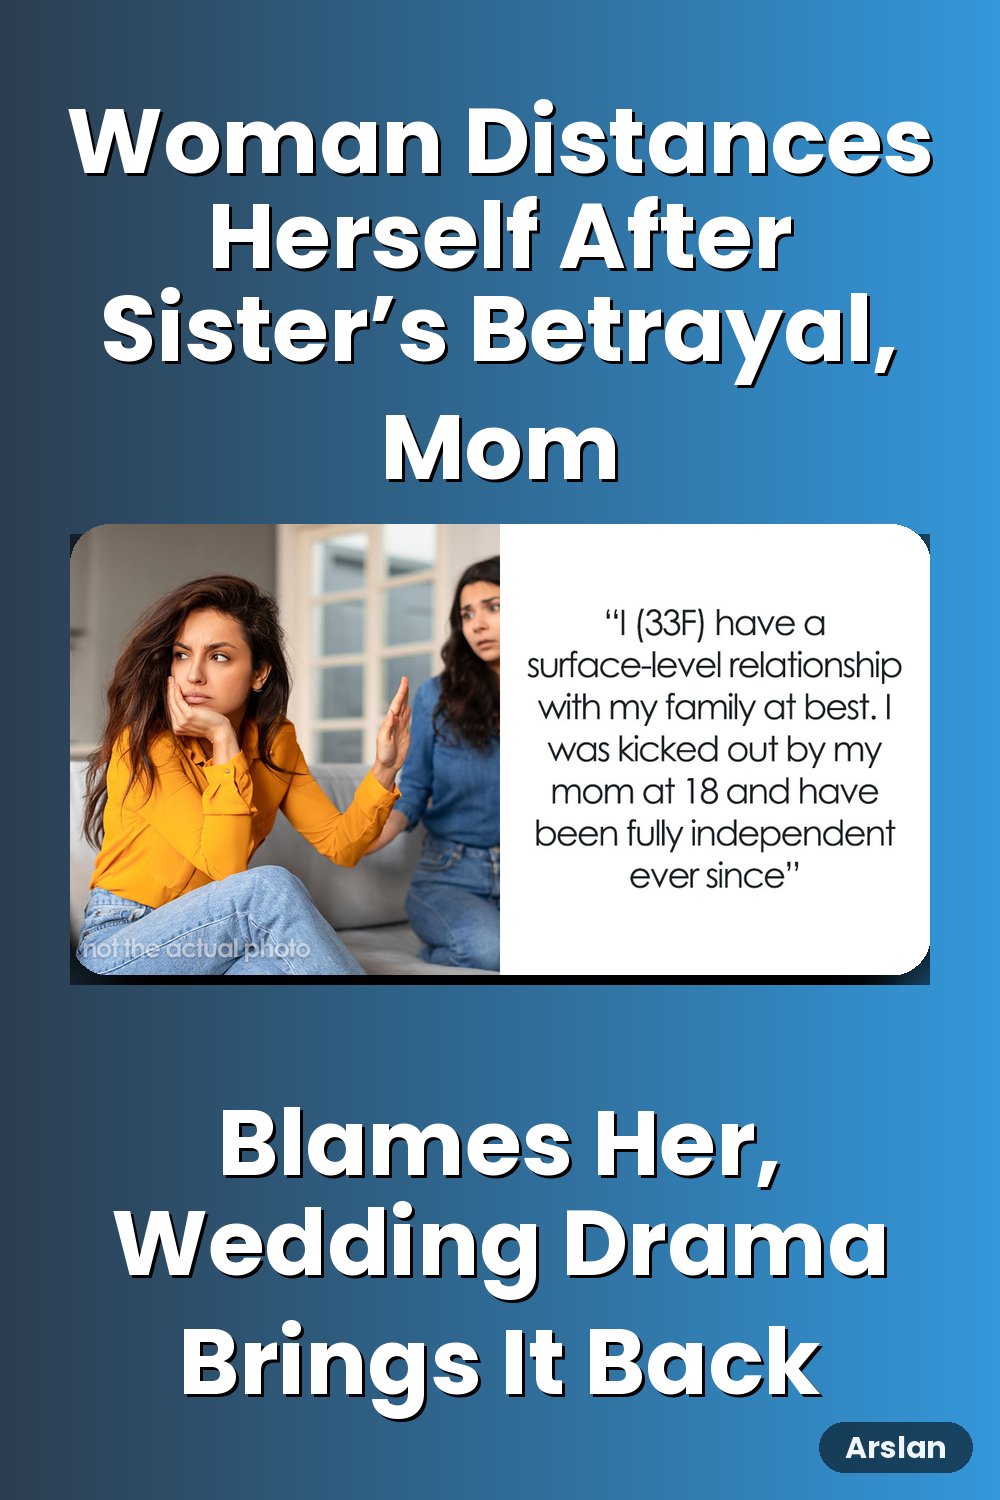 Woman Distances
Herself After
Sister’s Betrayal,
Mom
“I (33F) have a
surface-level relationship
with my family at best. I
was kicked out by my
mom at 18 and have
been fully independent
ever since”
not the actual photo
Blames Her,
Wedding Drama
Brings It Back
Arslan